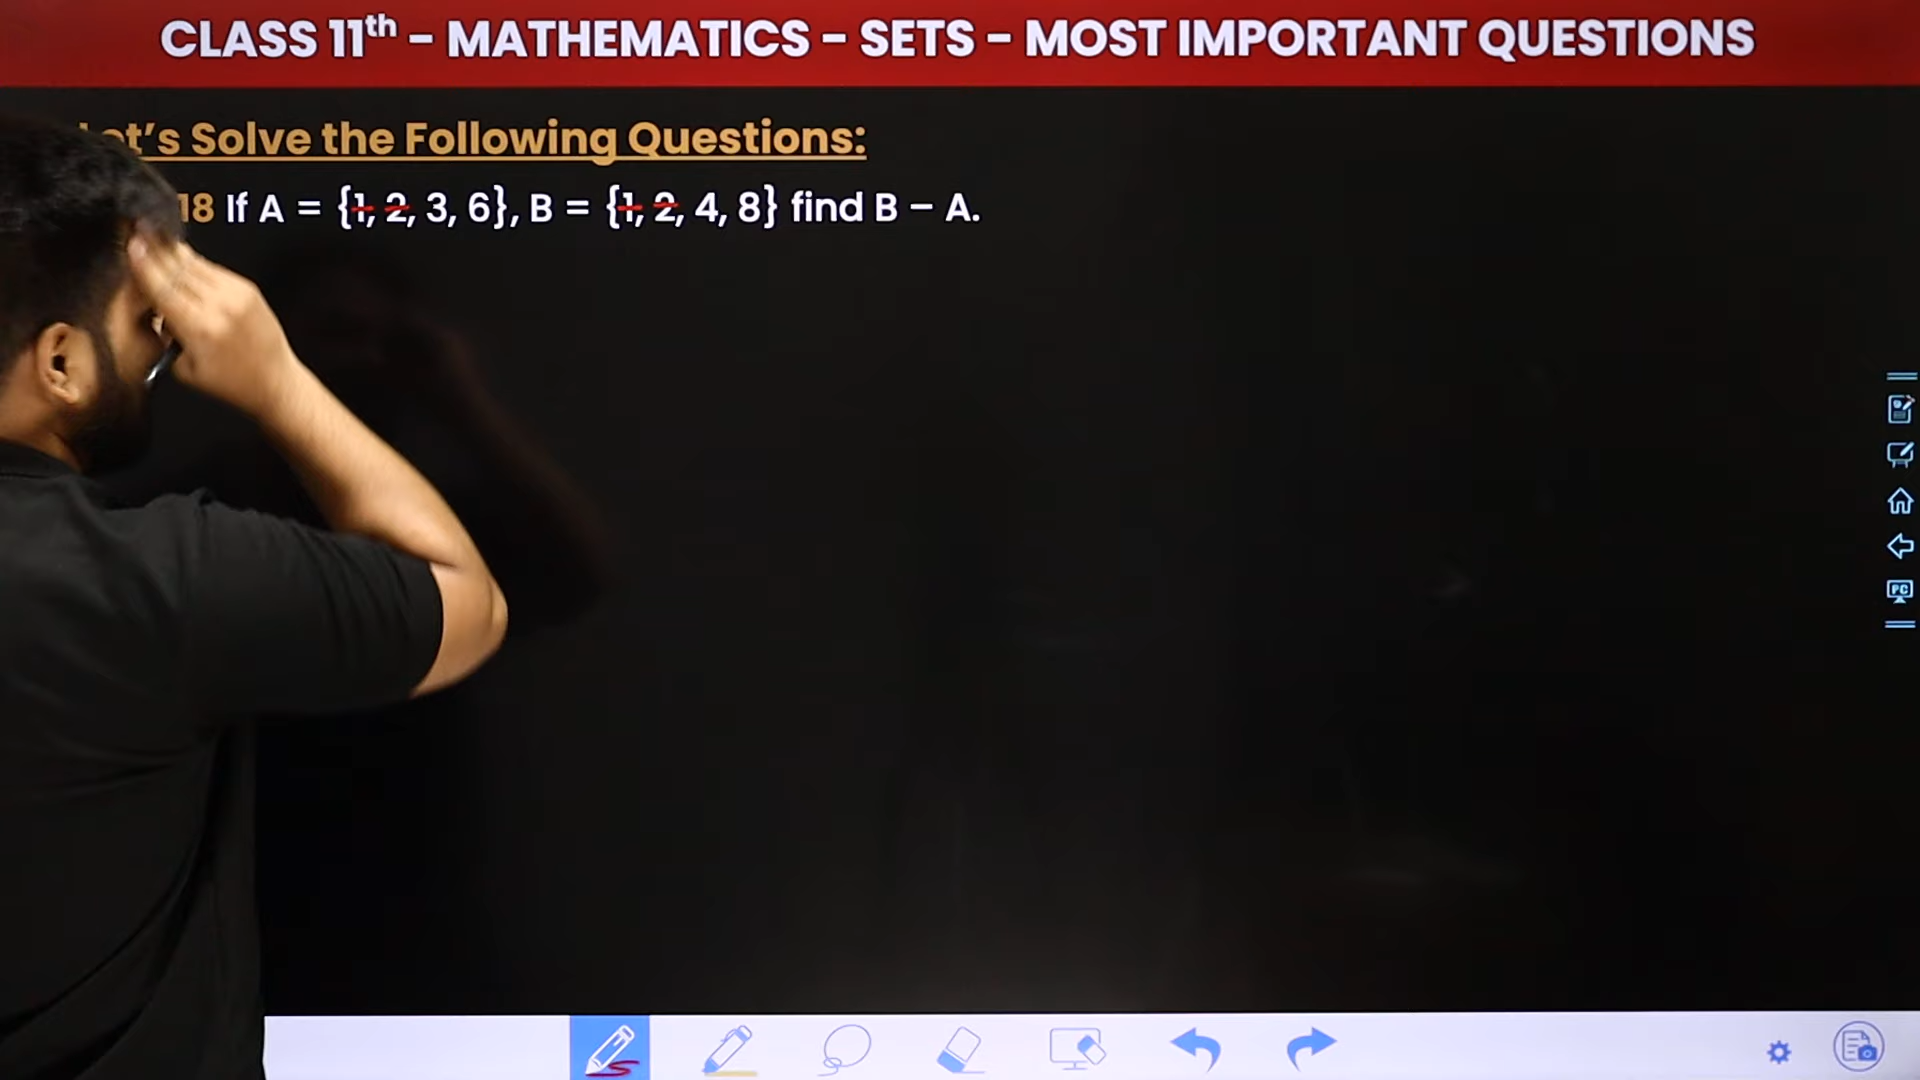 CLASS 11th – MATHEMATICS – SETS – MOST IMPORTANT QUESTIONS
Solve the Following Questions:
18 If A = {1, 2, 3, 6}, B = {1, 2, 4, 8} find B – A.
PC